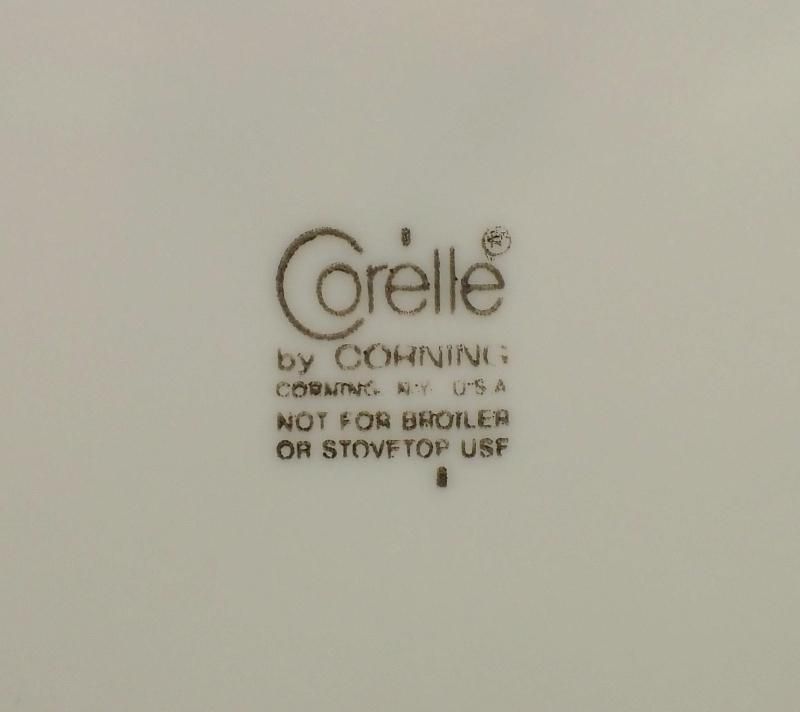 Corelle®
by CORNING
CORNING, N.Y. U.S.A
NOT FOR BROILER
OR STOVETOP USE